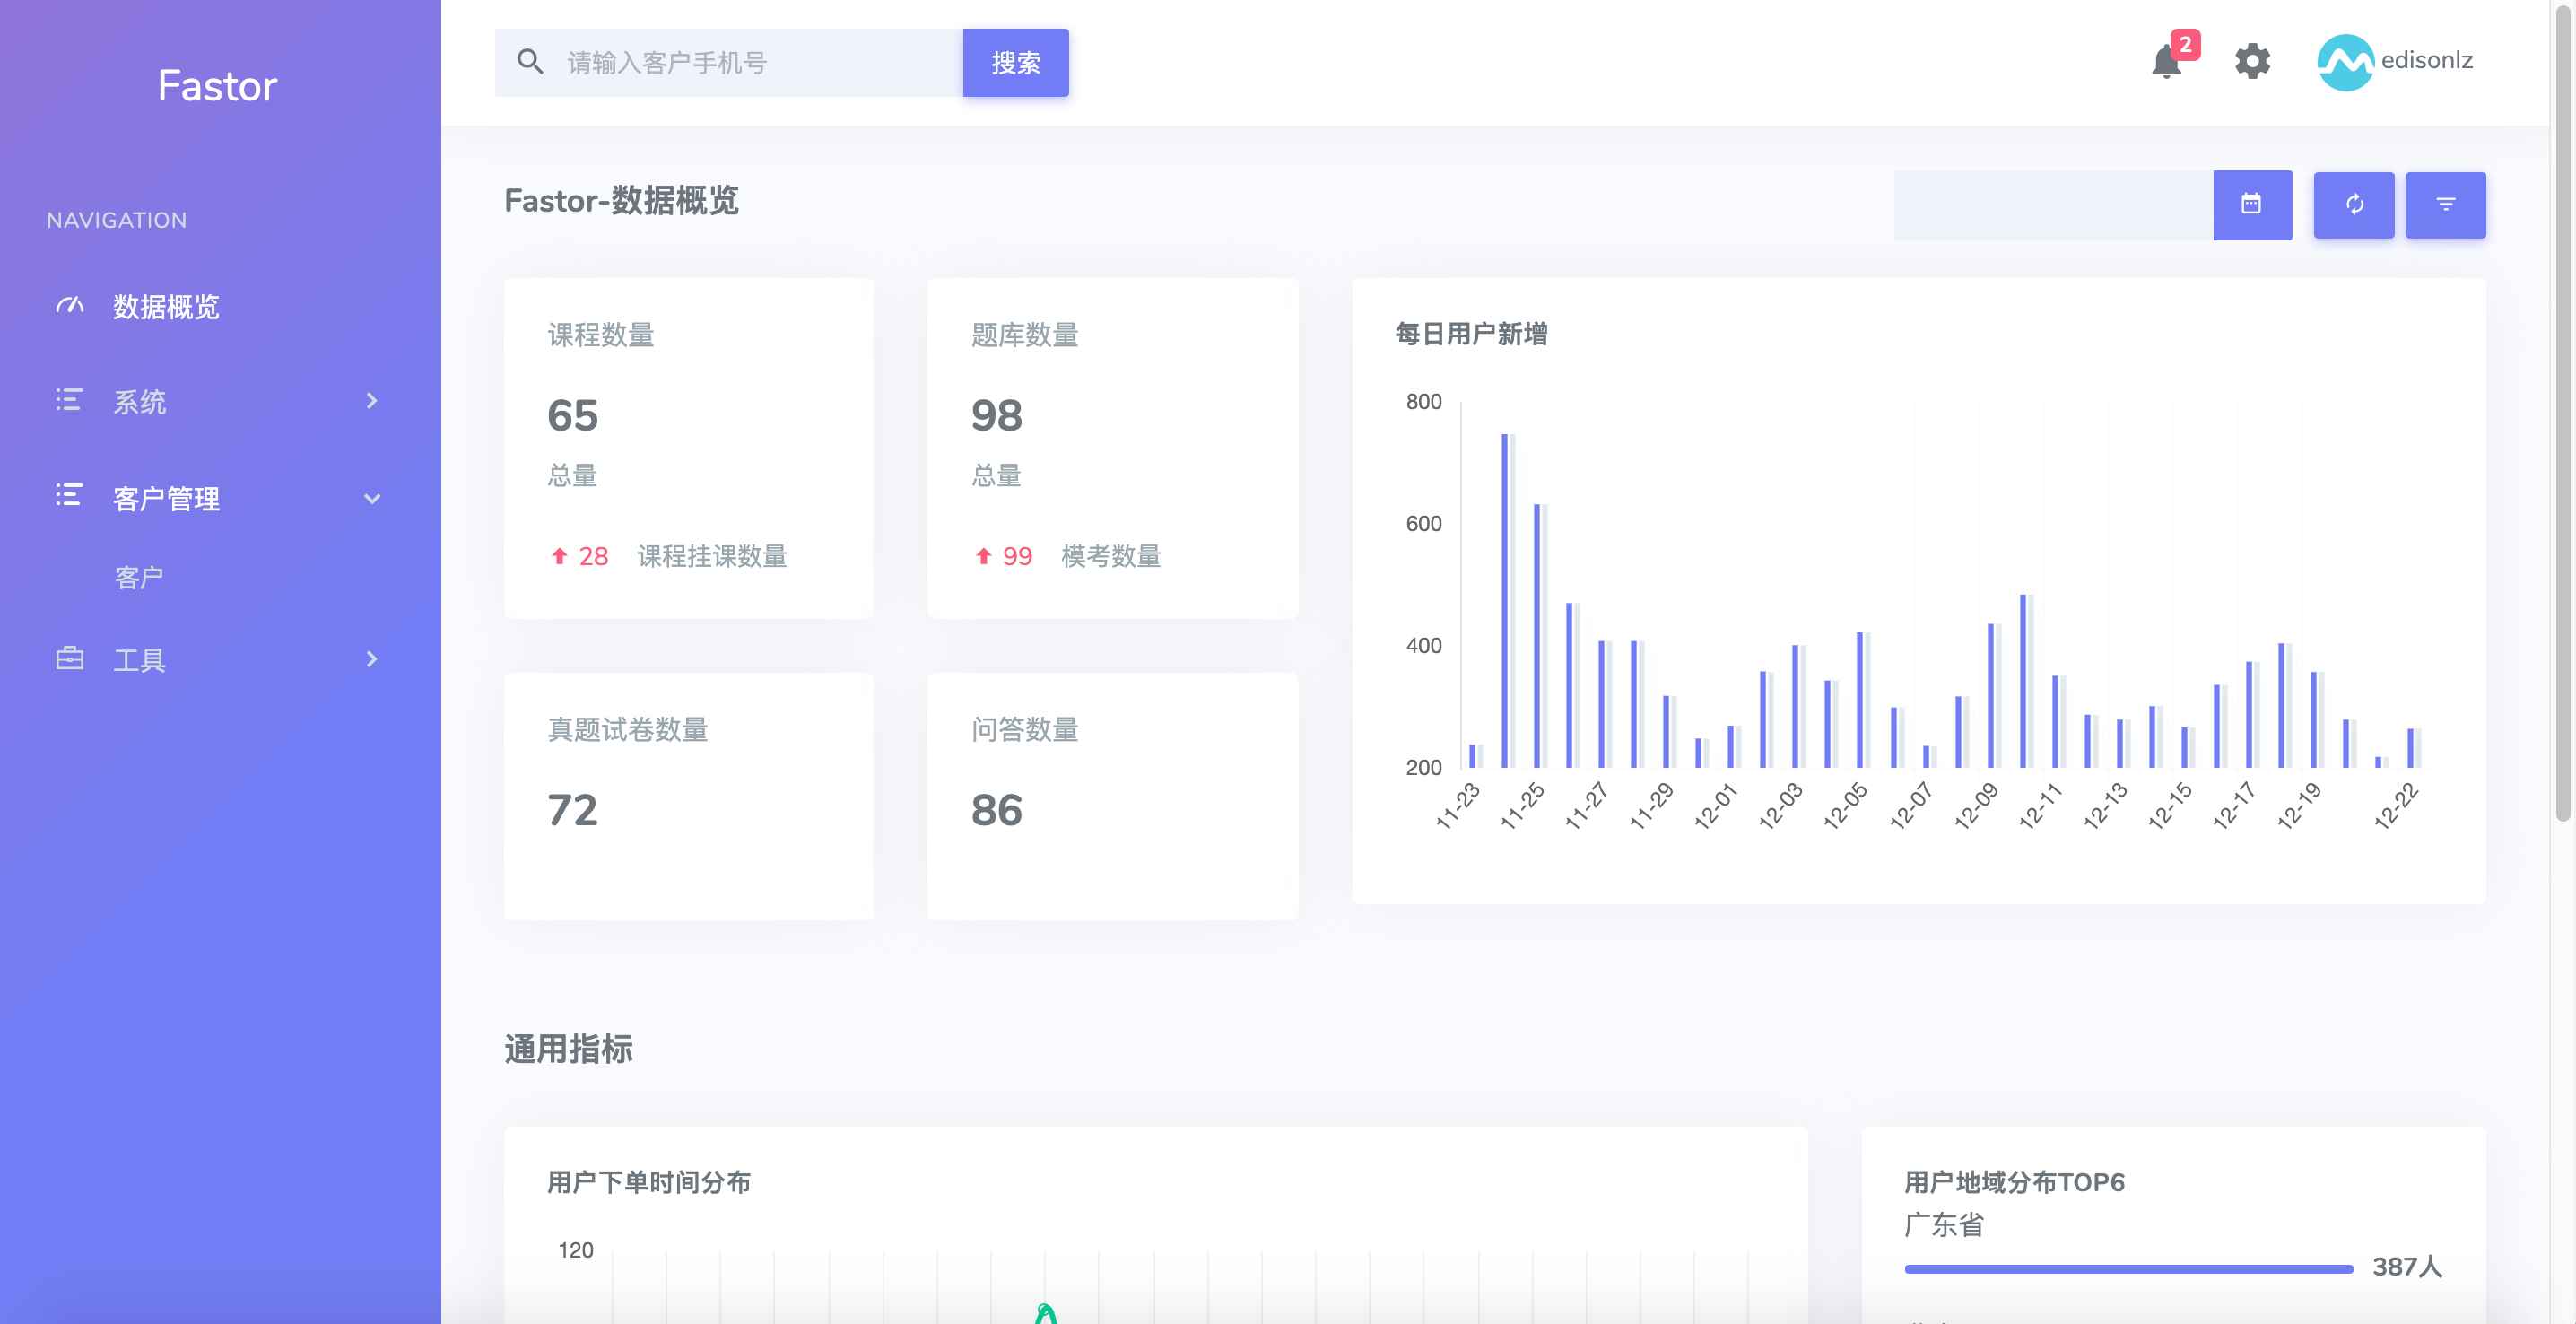 Fastor
NAVIGATION
数据概览
系统
客户管理
客户
工具
请输入客户手机号
搜索
2
edisonlz
Fastor-数据概览
课程数量
65
总量
28 课程挂课数量
题库数量
98
总量
99 模考数量
真题试卷数量
72
问答数量
86
每日用户新增
800
600
400
200
11-23
11-25
11-27
11-29
12-01
12-03
12-05
12-07
12-09
12-11
12-13
12-15
12-17
12-19
12-22
通用指标
用户下单时间分布
120
用户地域分布TOP6
广东省
387人